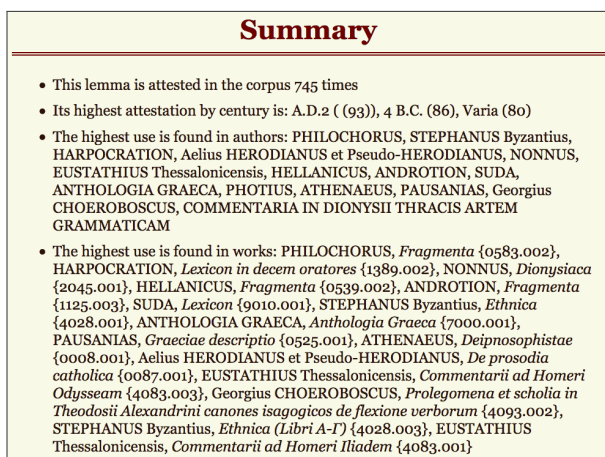 Summary
• This lemma is attested in the corpus 745 times
• Its highest attestation by century is: A.D.2 ( (93)), 4 B.C. (86), Varia (80)
• The highest use is found in authors: PHILOCHORUS, STEPHANUS Byzantius,
HARPOCRATION, Aelius HERODIANUS et Pseudo-HERODIANUS, NONNUS,
EUSTATHIUS Thessalonicensis, HELLANICUS, ANDROTION, SUDA,
ANTHOLOGIA GRAECA, PHOTIUS, ATHENAEUS, PAUSANIAS, Georgius
CHOEROBOSCUS, COMMENTARIA IN DIONYSII THRACIS ARTEM
GRAMMATICAM
• The highest use is found in works: PHILOCHORUS, Fragmenta {0583.002},
HARPOCRATION, Lexicon in decem oratores {1389.002}, NONNUS, Dionysiaca
{2045.001}, HELLANICUS, Fragmenta {0539.002}, ANDROTION, Fragmenta
{1125.003}, SUDA, Lexicon {9010.001}, STEPHANUS Byzantius, Ethnica
{4028.001}, ANTHOLOGIA GRAECA, Anthologia Graeca {7000.001},
PAUSANIAS, Graeciae descriptio {0525.001}, ATHENAEUS, Deipnosophistae
{0008.001}, Aelius HERODIANUS et Pseudo-HERODIANUS, De prosodia
catholica {0087.001}, EUSTATHIUS Thessalonicensis, Commentarii ad Homeri
Odysseam {4083.003}, Georgius CHOEROBOSCUS, Prolegomena et scholia in
Theodosii Alexandrini canones isagogicos de flexione verborum {4093.002},
STEPHANUS Byzantius, Ethnica (Libri Α-Γ) {4028.003}, EUSTATHIUS
Thessalonicensis, Commentarii ad Homeri Iliadem {4083.001}